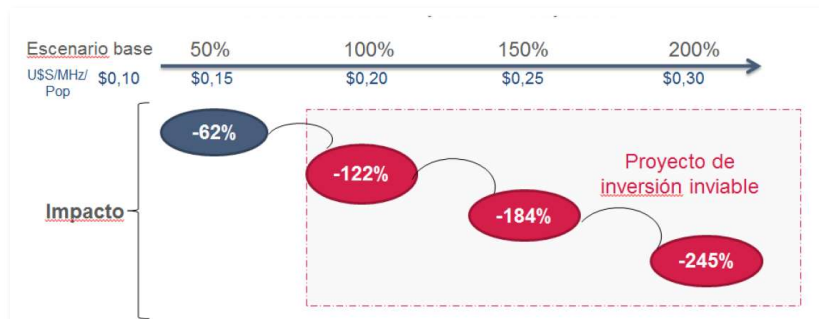 Escenario base 50% 100% 150% 200%
U$S/MHz/ $0,10 $0,15 $0,20 $0,25 $0,30
Pop
-62%
-122%
Proyecto de
inversión inviable
Impacto
-184%
-245%